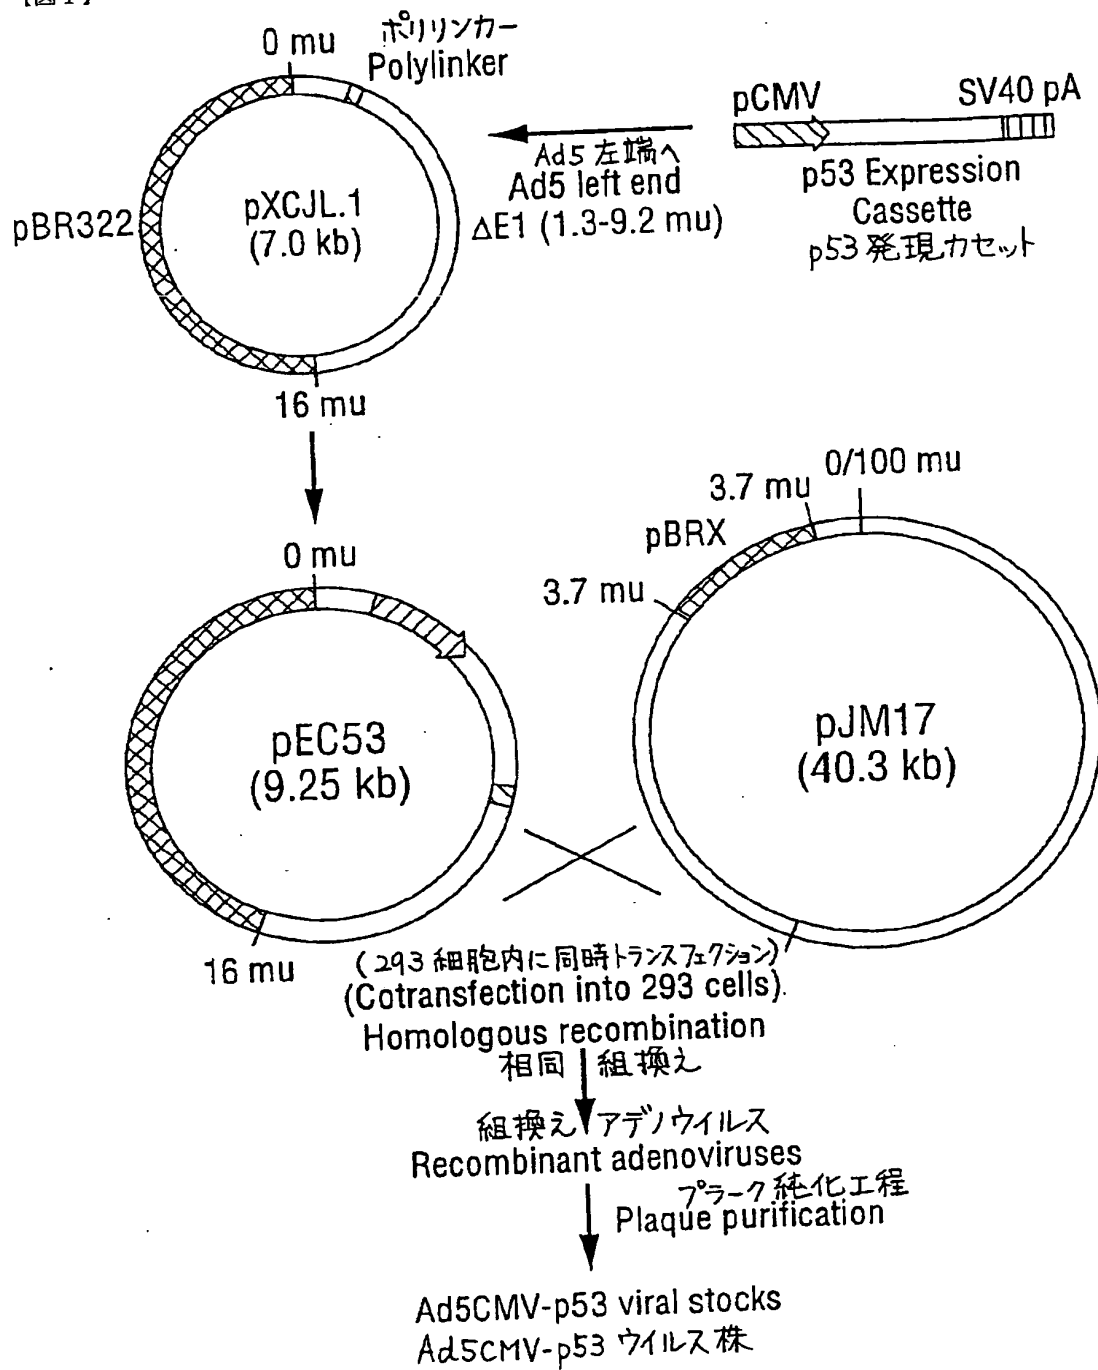 【図1】
0 mu
ポリリンカー
Polylinker
pBR322
pXCJL.1
(7.0 kb)
16 mu
Ad5 左端へ
Ad5 left end
ΔE1 (1.3-9.2 mu)
pCMV
SV40 pA
p53 Expression
Cassette
p53 発現カセット
0 mu
pEC53
(9.25 kb)
16 mu
0/100 mu
3.7 mu
pBRX
3.7 mu
pJM17
(40.3 kb)
(293 細胞内に同時トランスフェクション)
(Cotransfection into 293 cells).
Homologous recombination
相同 組換え
組換え アデノウイルス
Recombinant adenoviruses
プラーク純化工程
Plaque purification
Ad5CMV-p53 viral stocks
Ad5CMV-p53 ウイルス株